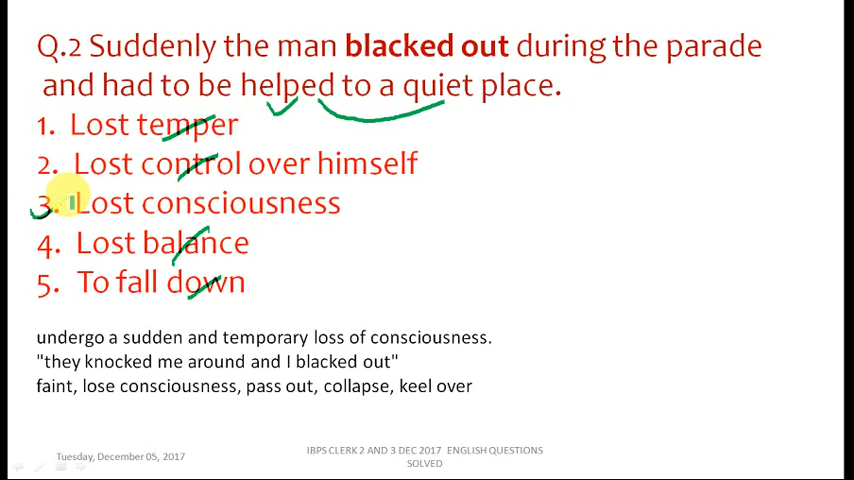 Q.2 Suddenly the man blacked out during the parade
and had to be helped to a quiet place.
1. Lost temper
2. Lost control over himself
3. Lost consciousness
4. Lost balance
5. To fall down
undergo a sudden and temporary loss of consciousness.
"they knocked me around and I blacked out"
faint, lose consciousness, pass out, collapse, keel over
Tuesday, December 05, 2017
IBPS CLERK 2 AND 3 DEC 2017 ENGLISH QUESTIONS
SOLVED